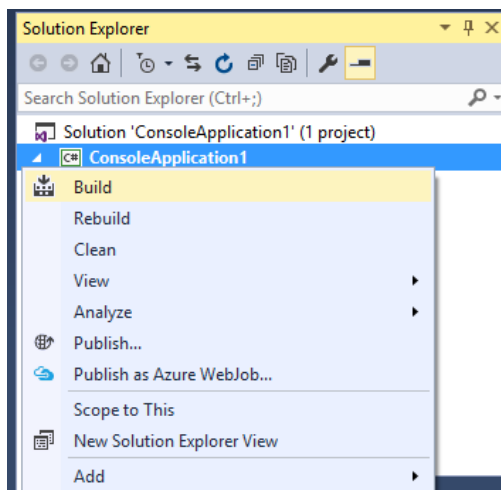 Solution Explorer
Search Solution Explorer (Ctrl+;)
Solution 'ConsoleApplication1' (1 project)
C# ConsoleApplication1
Build
Rebuild
Clean
View
Analyze
Publish...
Publish as Azure WebJob...
Scope to This
New Solution Explorer View
Add